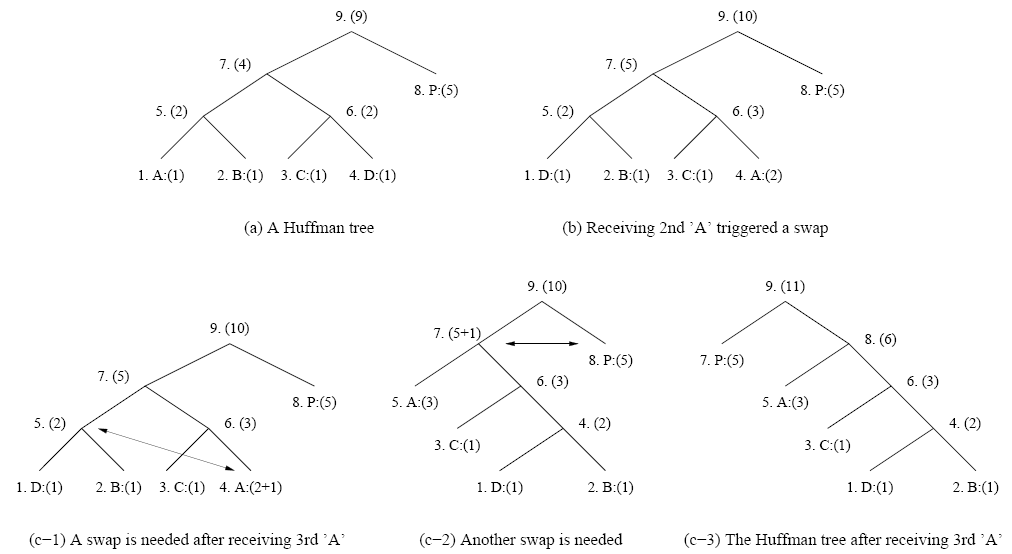 9. (9)
7. (4)
8. P:(5)
5. (2) 6. (2)
1. A:(1) 2. B:(1) 3. C:(1) 4. D:(1)
(a) A Huffman tree
9. (10)
7. (5)
8. P:(5)
5. (2) 6. (3)
1. D:(1) 2. B:(1) 3. C:(1) 4. A:(2)
(b) Receiving 2nd ’A’ triggered a swap
9. (10)
7. (5)
8. P:(5)
5. (2) 6. (3)
1. D:(1) 2. B:(1) 3. C:(1) 4. A:(2+1)
(c−1) A swap is needed after receiving 3rd ’A’
9. (10)
7. (5+1)
8. P:(5)
6. (3)
5. A:(3)
4. (2)
3. C:(1)
1. D:(1) 2. B:(1)
(c−2) Another swap is needed
9. (11)
8. (6)
7. P:(5)
6. (3)
5. A:(3)
4. (2)
3. C:(1)
1. D:(1) 2. B:(1)
(c−3) The Huffman tree after receiving 3rd ’A’